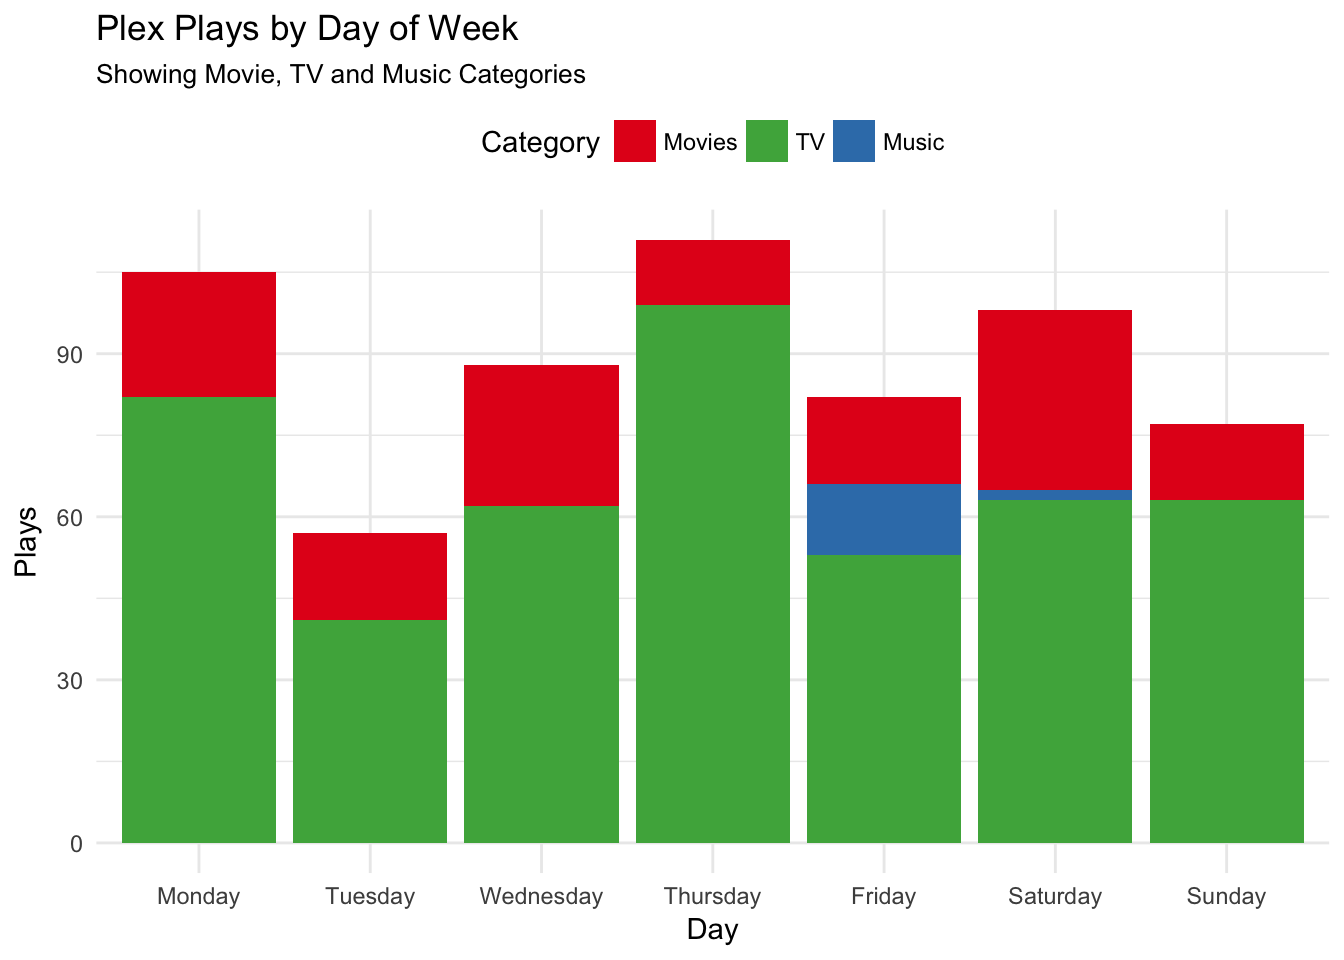 Plex Plays by Day of Week
Showing Movie, TV and Music Categories
Category Movies TV Music
90
60
30
0
Plays
Monday Tuesday Wednesday Thursday Friday Saturday Sunday
Day